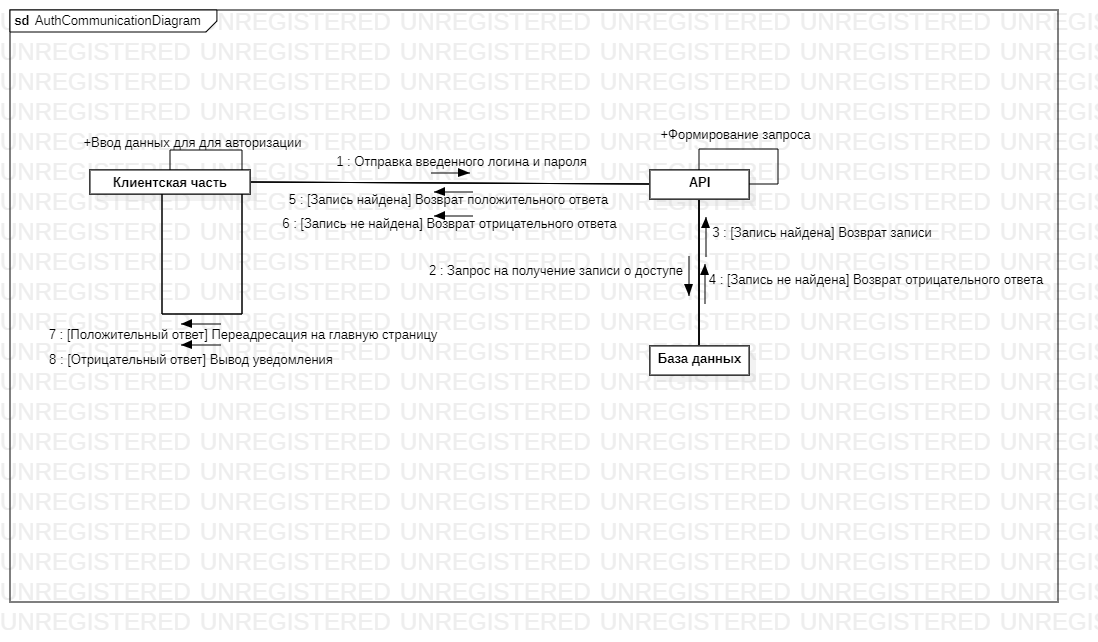 sd AuthCommunicationDiagram
+Ввод данных для для авторизации
+Формирование запроса
1 : Отправка введенного логина и пароля
Клиентская часть
API
5 : [Запись найдена] Возврат положительного ответа
6 : [Запись не найдена] Возврат отрицательного ответа
3 : [Запись найдена] Возврат записи
2 : Запрос на получение записи о доступе
4 : [Запись не найдена] Возврат отрицательного ответа
7 : [Положительный ответ] Переадресация на главную страницу
8 : [Отрицательный ответ] Вывод уведомления
База данных
UNREGISTERED